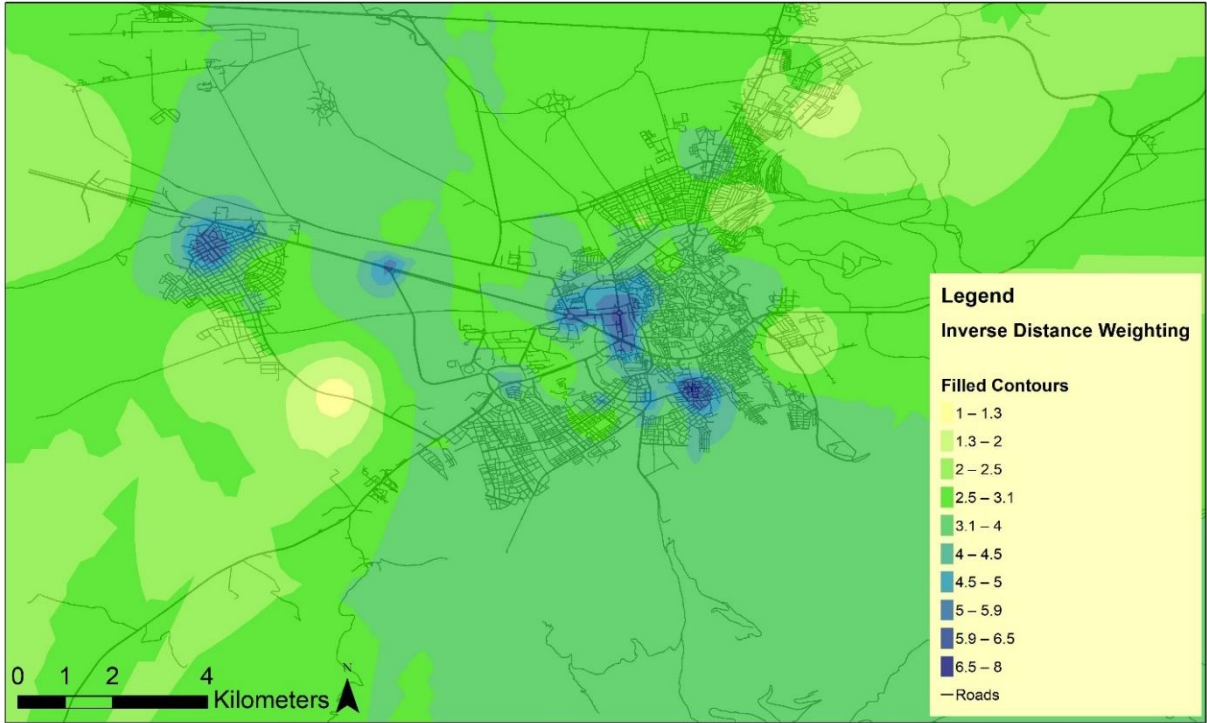 Legend
Inverse Distance Weighting
Filled Contours
1 – 1.3
1.3 – 2
2 – 2.5
2.5 – 3.1
3.1 – 4
4 – 4.5
4.5 – 5
5 – 5.9
5.9 – 6.5
6.5 – 8
Roads
N
0 1 2 4
Kilometers